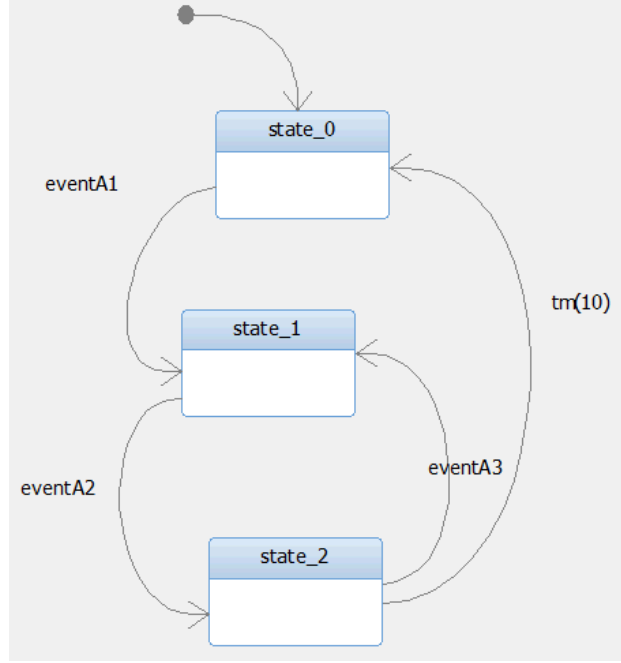 state_0
eventA1
tm(10)
state_1
eventA3
eventA2
state_2